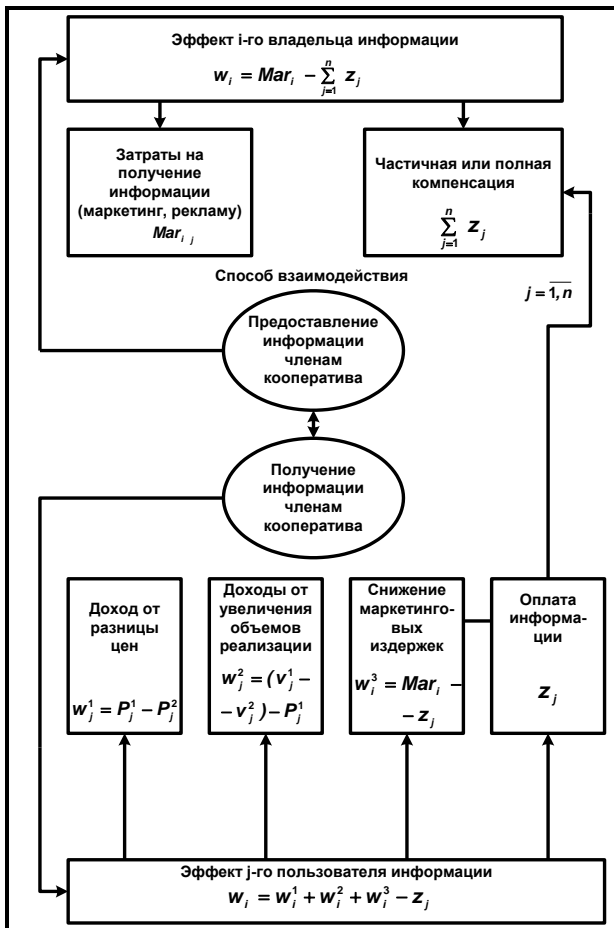 Эффект i-го владельца информации
w_i = Mar_i − ∑_{j=1}^{n} z_j
Затраты на
получение
информации
(маркетинг, рекламу)
Mar_{i j}
Частичная или полная
компенсация
∑_{j=1}^{n} z_j
Способ взаимодействия
j = \overline{1, n}
Предоставление
информации
членам
кооператива
Получение
информации
членам
кооператива
Доход от
разницы
цен
w_j^1 = P_j^1 − P_j^2
Доходы от
увеличения
объемов
реализации
w_j^2 = (v_j^1 −
− v_j^2 ) − P_j^1
Снижение
маркетинго-
вых
издержек
w_i^3 = Mar_i −
− z_j
Оплата
информа-
ции
z_j
Эффект j-го пользователя информации
w_i = w_i^1 + w_i^2 + w_i^3 − z_j